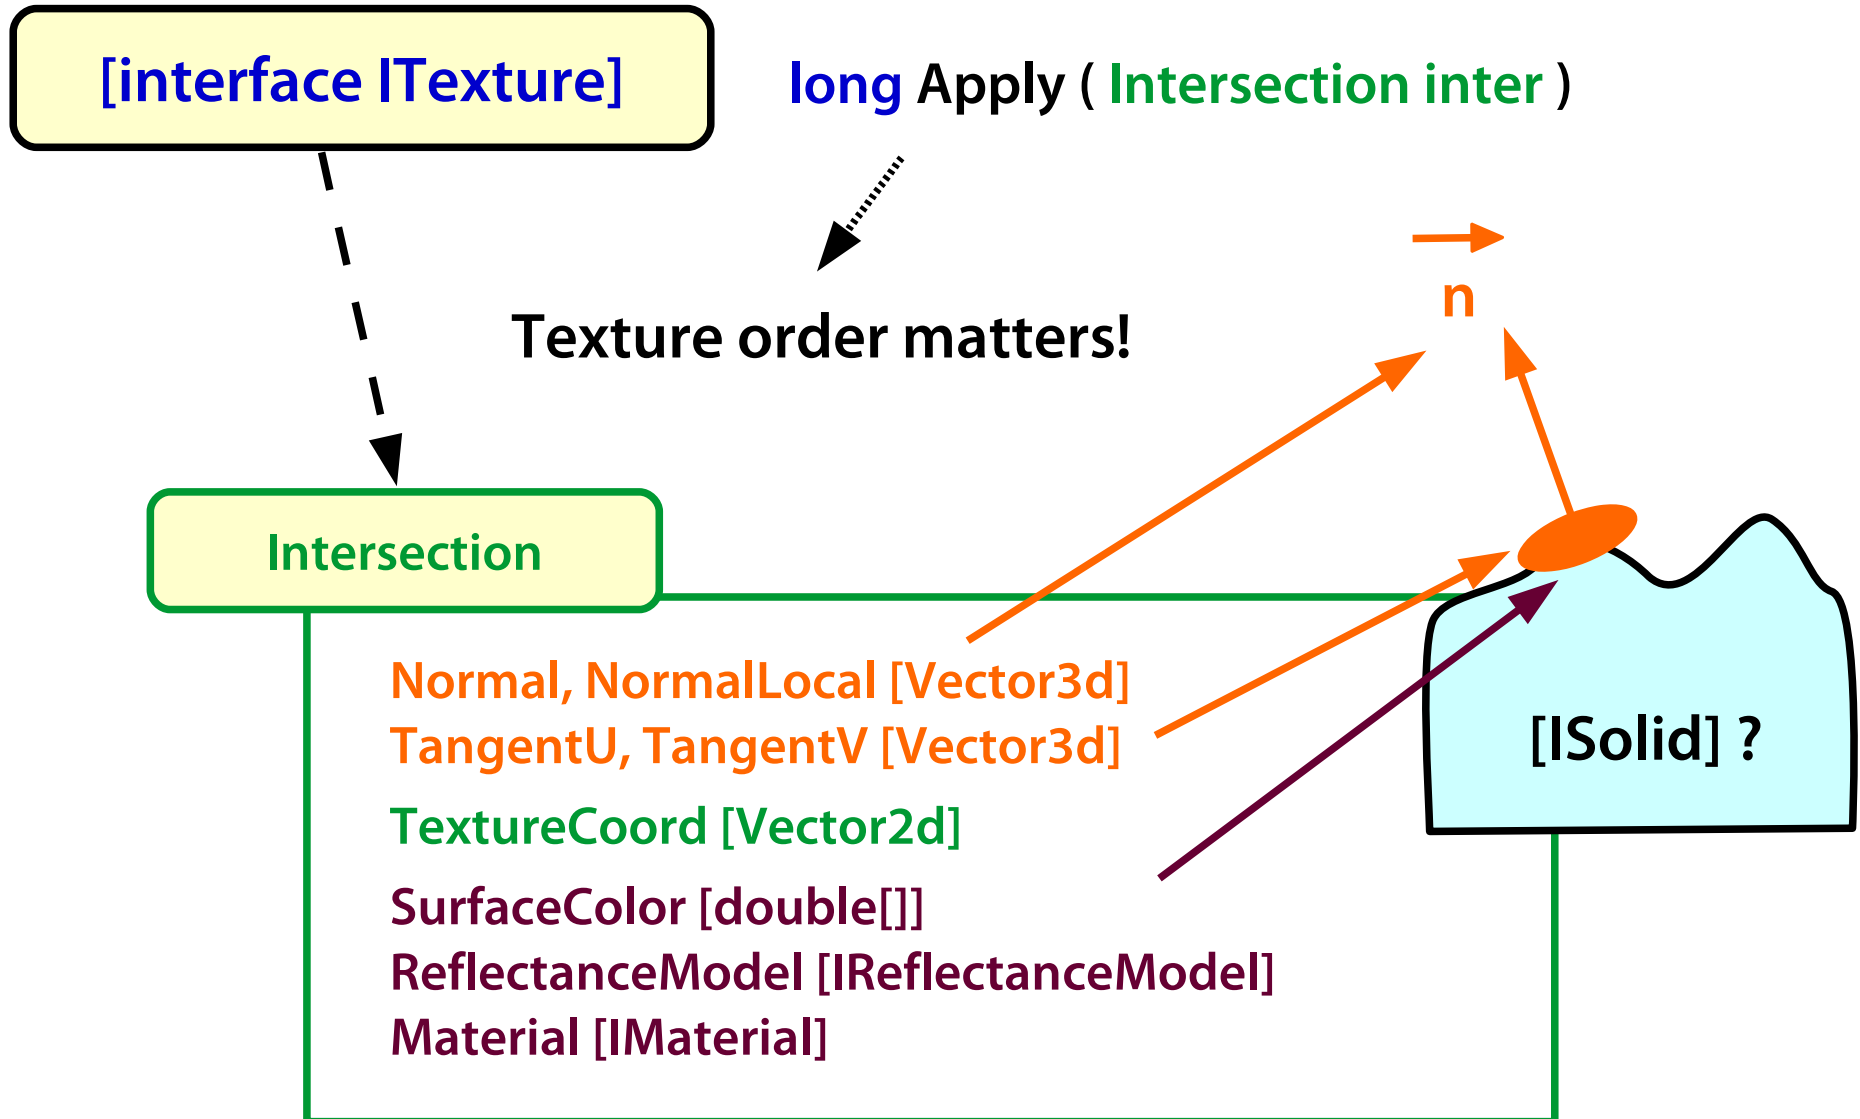 [interface ITexture]
long Apply ( Intersection inter )
Texture order matters!
n
Intersection
Normal, NormalLocal [Vector3d]
TangentU, TangentV [Vector3d]
TextureCoord [Vector2d]
SurfaceColor [double[]]
ReflectanceModel [IReflectanceModel]
Material [IMaterial]
[ISolid] ?